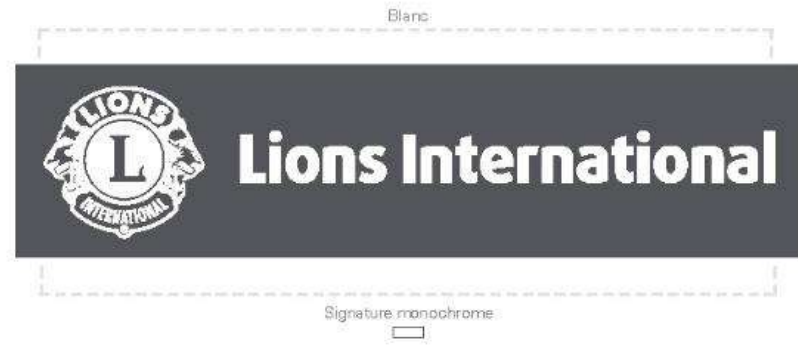 Blanc
LIONS
L
INTERNATIONAL
Lions International
Signature monochrome